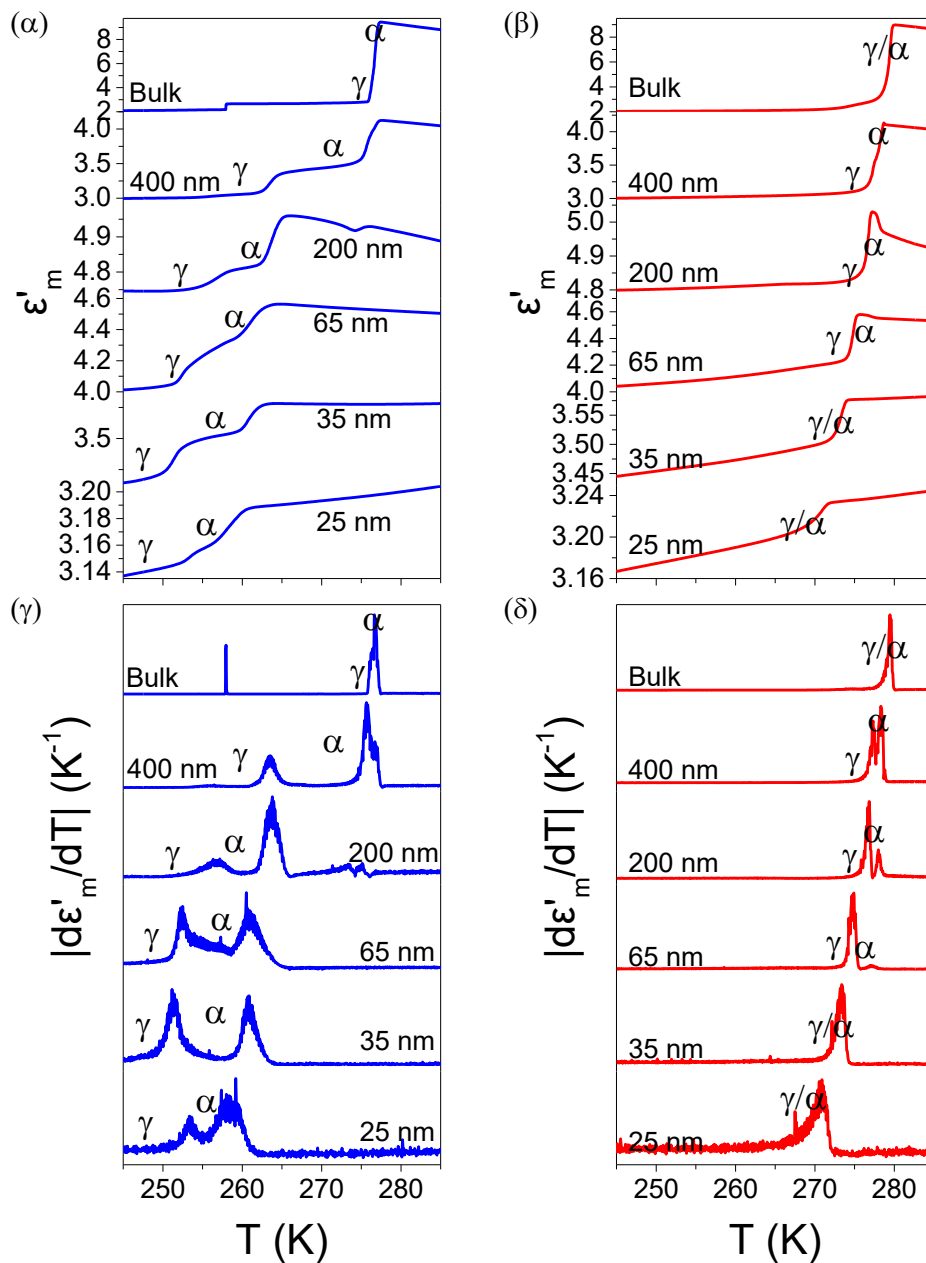 (α)
ε'm
8
6
4
2
4.0
3.5
3.0
4.9
4.8
4.6
4.4
4.2
4.0
3.5
3.20
3.18
3.16
3.14
Bulk
γ
α
400 nm
γ
α
γ
α
200 nm
γ
α
65 nm
γ
α
35 nm
γ
α
25 nm
(β)
ε'm
8
6
4
2
4.0
3.5
3.0
5.0
4.9
4.8
4.6
4.4
4.2
4.0
3.55
3.50
3.45
3.24
3.20
3.16
Bulk
γ/α
400 nm
γ
α
200 nm
γ
α
65 nm
γ
α
35 nm
γ/α
25 nm
γ/α
(γ)
|dε'm/dT| (K-1)
Bulk
γ
α
400 nm
γ
α
γ
α
200 nm
γ
α
65 nm
γ
α
35 nm
γ
α
25 nm
250 260 270 280
T (K)
(δ)
|dε'm/dT| (K-1)
Bulk
γ/α
400 nm
γ
α
200 nm
γ
α
65 nm
γ
α
35 nm
γ/α
25 nm
γ/α
250 260 270 280
T (K)